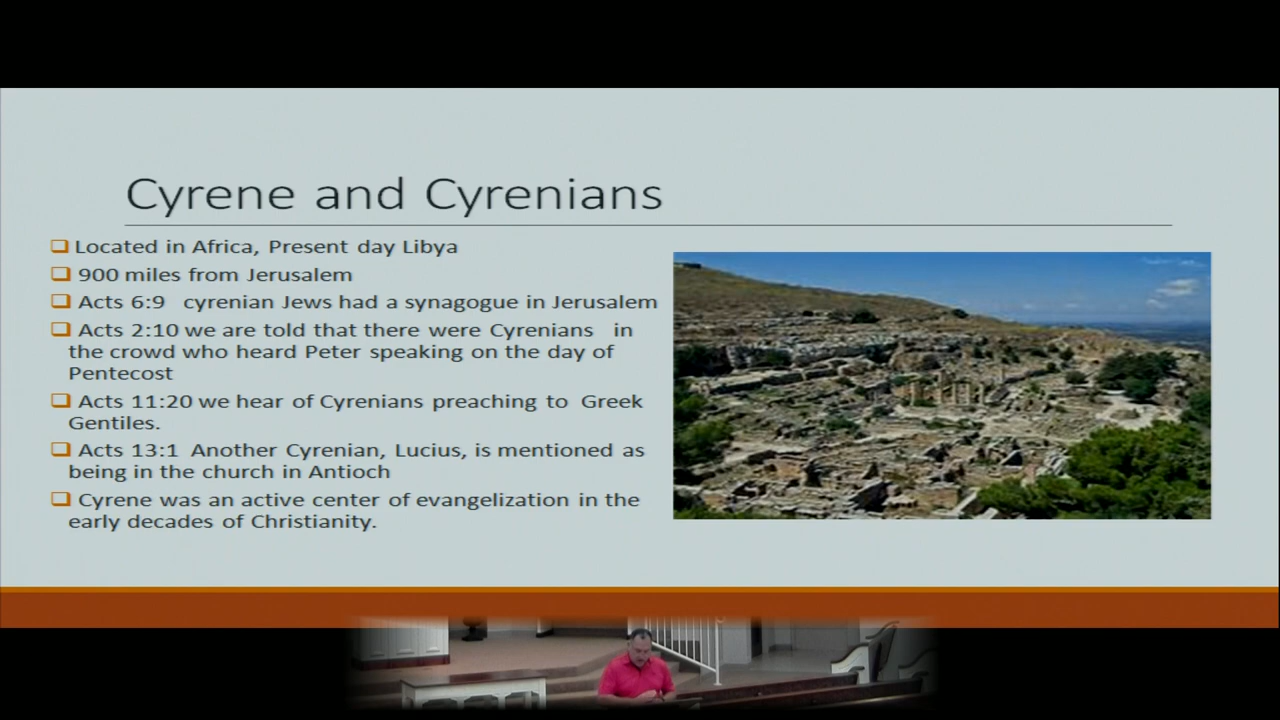 Cyrene and Cyrenians
Located in Africa, Present day Libya
900 miles from Jerusalem
Acts 6:9 cyrenian Jews had a synagogue in Jerusalem
Acts 2:10 we are told that there were Cyrenians in
the crowd who heard Peter speaking on the day of
Pentecost
Acts 11:20 we hear of Cyrenians preaching to Greek
Gentiles.
Acts 13:1 Another Cyrenian, Lucius, is mentioned as
being in the church in Antioch
Cyrene was an active center of evangelization in the
early decades of Christianity.